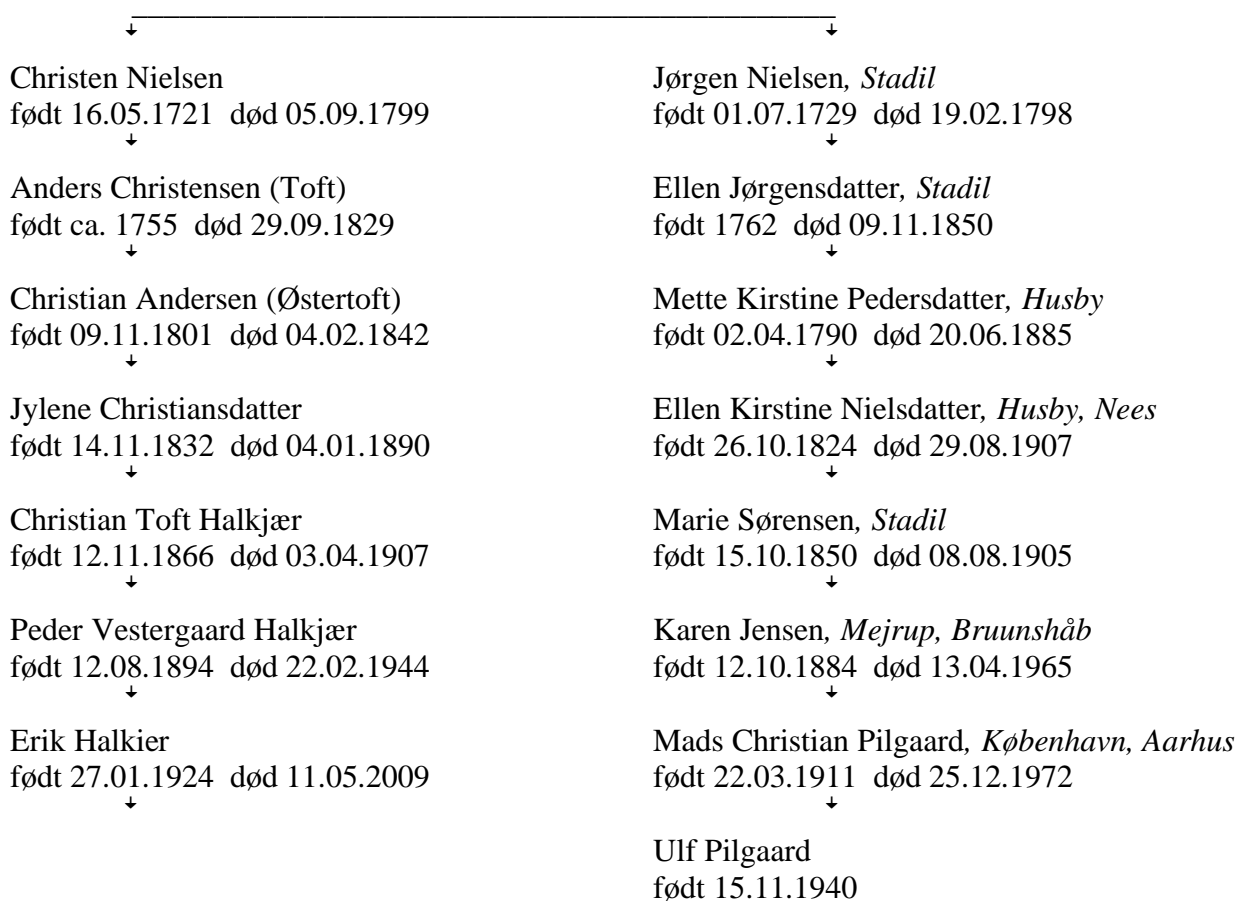 Christen Nielsen
født 16.05.1721  død 05.09.1799
Anders Christensen (Toft)
født ca. 1755  død 29.09.1829
Christian Andersen (Østertoft)
født 09.11.1801  død 04.02.1842
Jylene Christiansdatter
født 14.11.1832  død 04.01.1890
Christian Toft Halkjær
født 12.11.1866  død 03.04.1907
Peder Vestergaard Halkjær
født 12.08.1894  død 22.02.1944
Erik Halkier
født 27.01.1924  død 11.05.2009
Jørgen Nielsen, Stadil
født 01.07.1729  død 19.02.1798
Ellen Jørgensdatter, Stadil
født 1762  død 09.11.1850
Mette Kirstine Pedersdatter, Husby
født 02.04.1790  død 20.06.1885
Ellen Kirstine Nielsdatter, Husby, Nees
født 26.10.1824  død 29.08.1907
Marie Sørensen, Stadil
født 15.10.1850  død 08.08.1905
Karen Jensen, Mejrup, Bruunshåb
født 12.10.1884  død 13.04.1965
Mads Christian Pilgaard, København, Aarhus
født 22.03.1911  død 25.12.1972
Ulf Pilgaard
født 15.11.1940